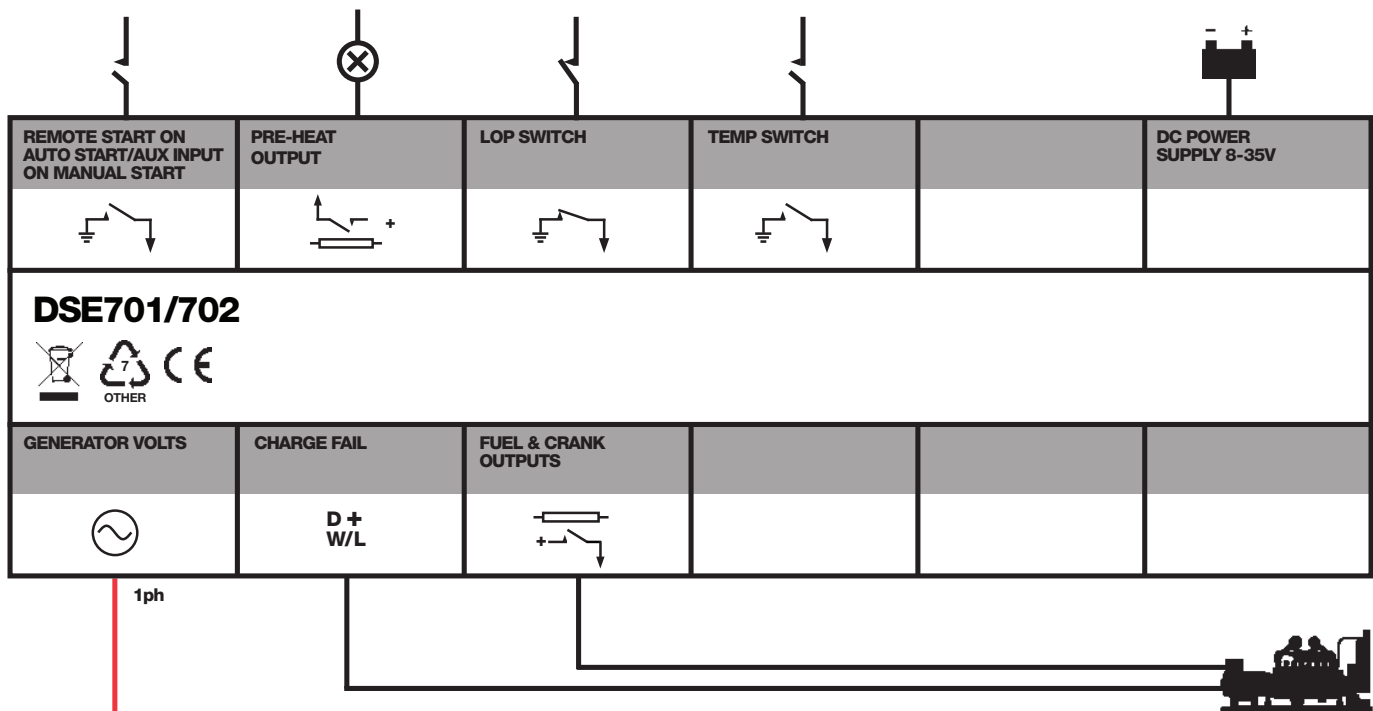 - +
REMOTE START ON
AUTO START/AUX INPUT
ON MANUAL START
PRE-HEAT
OUTPUT
LOP SWITCH
TEMP SWITCH
DC POWER
SUPPLY 8-35V
+
DSE701/702
7
OTHER
CE
GENERATOR VOLTS
CHARGE FAIL
FUEL & CRANK
OUTPUTS
D +
W/L
+
1ph